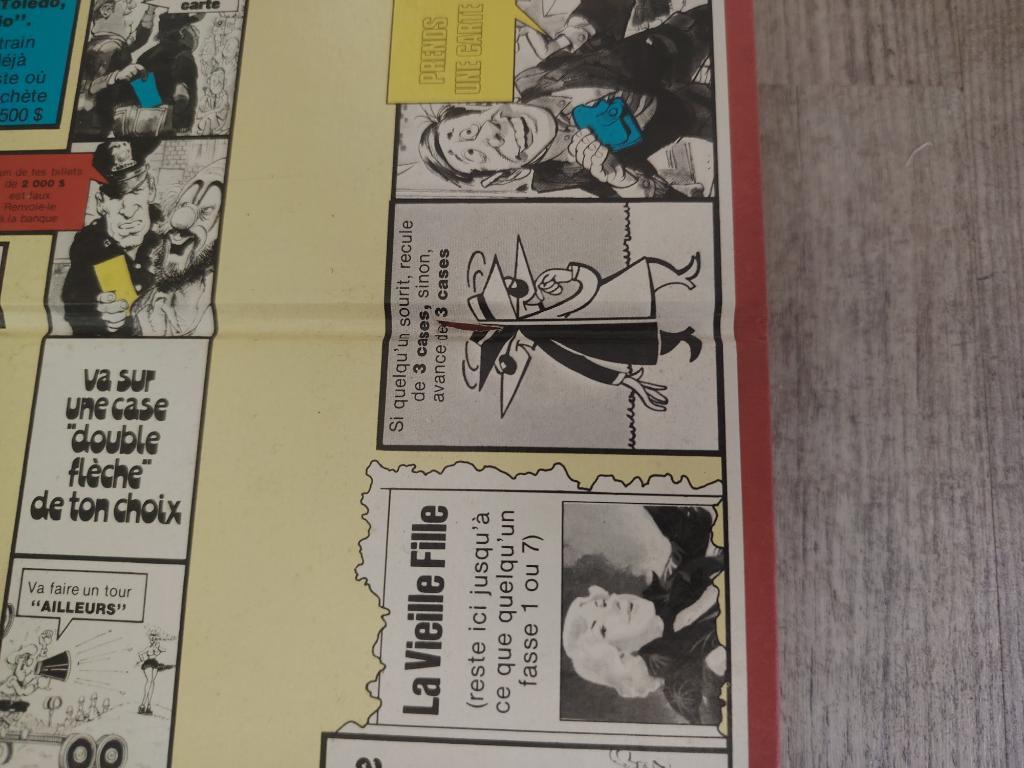 Toledo,
io".
train
déjà
ste où
chète
500 $
carte
un de tes billets
de 2 000 $
est faux
Renvoie-le
à la banque
va sur
une case
"double
flèche"
de ton choix
Va faire un tour
"AILLEURS"
PRENDS
UNE CARTE
Si quelqu'un sourit, recule
de 3 cases, sinon,
avance de 3 cases
La Vieille Fille
(reste ici jusqu'à
ce que quelqu'un
fasse 1 ou 7)
e